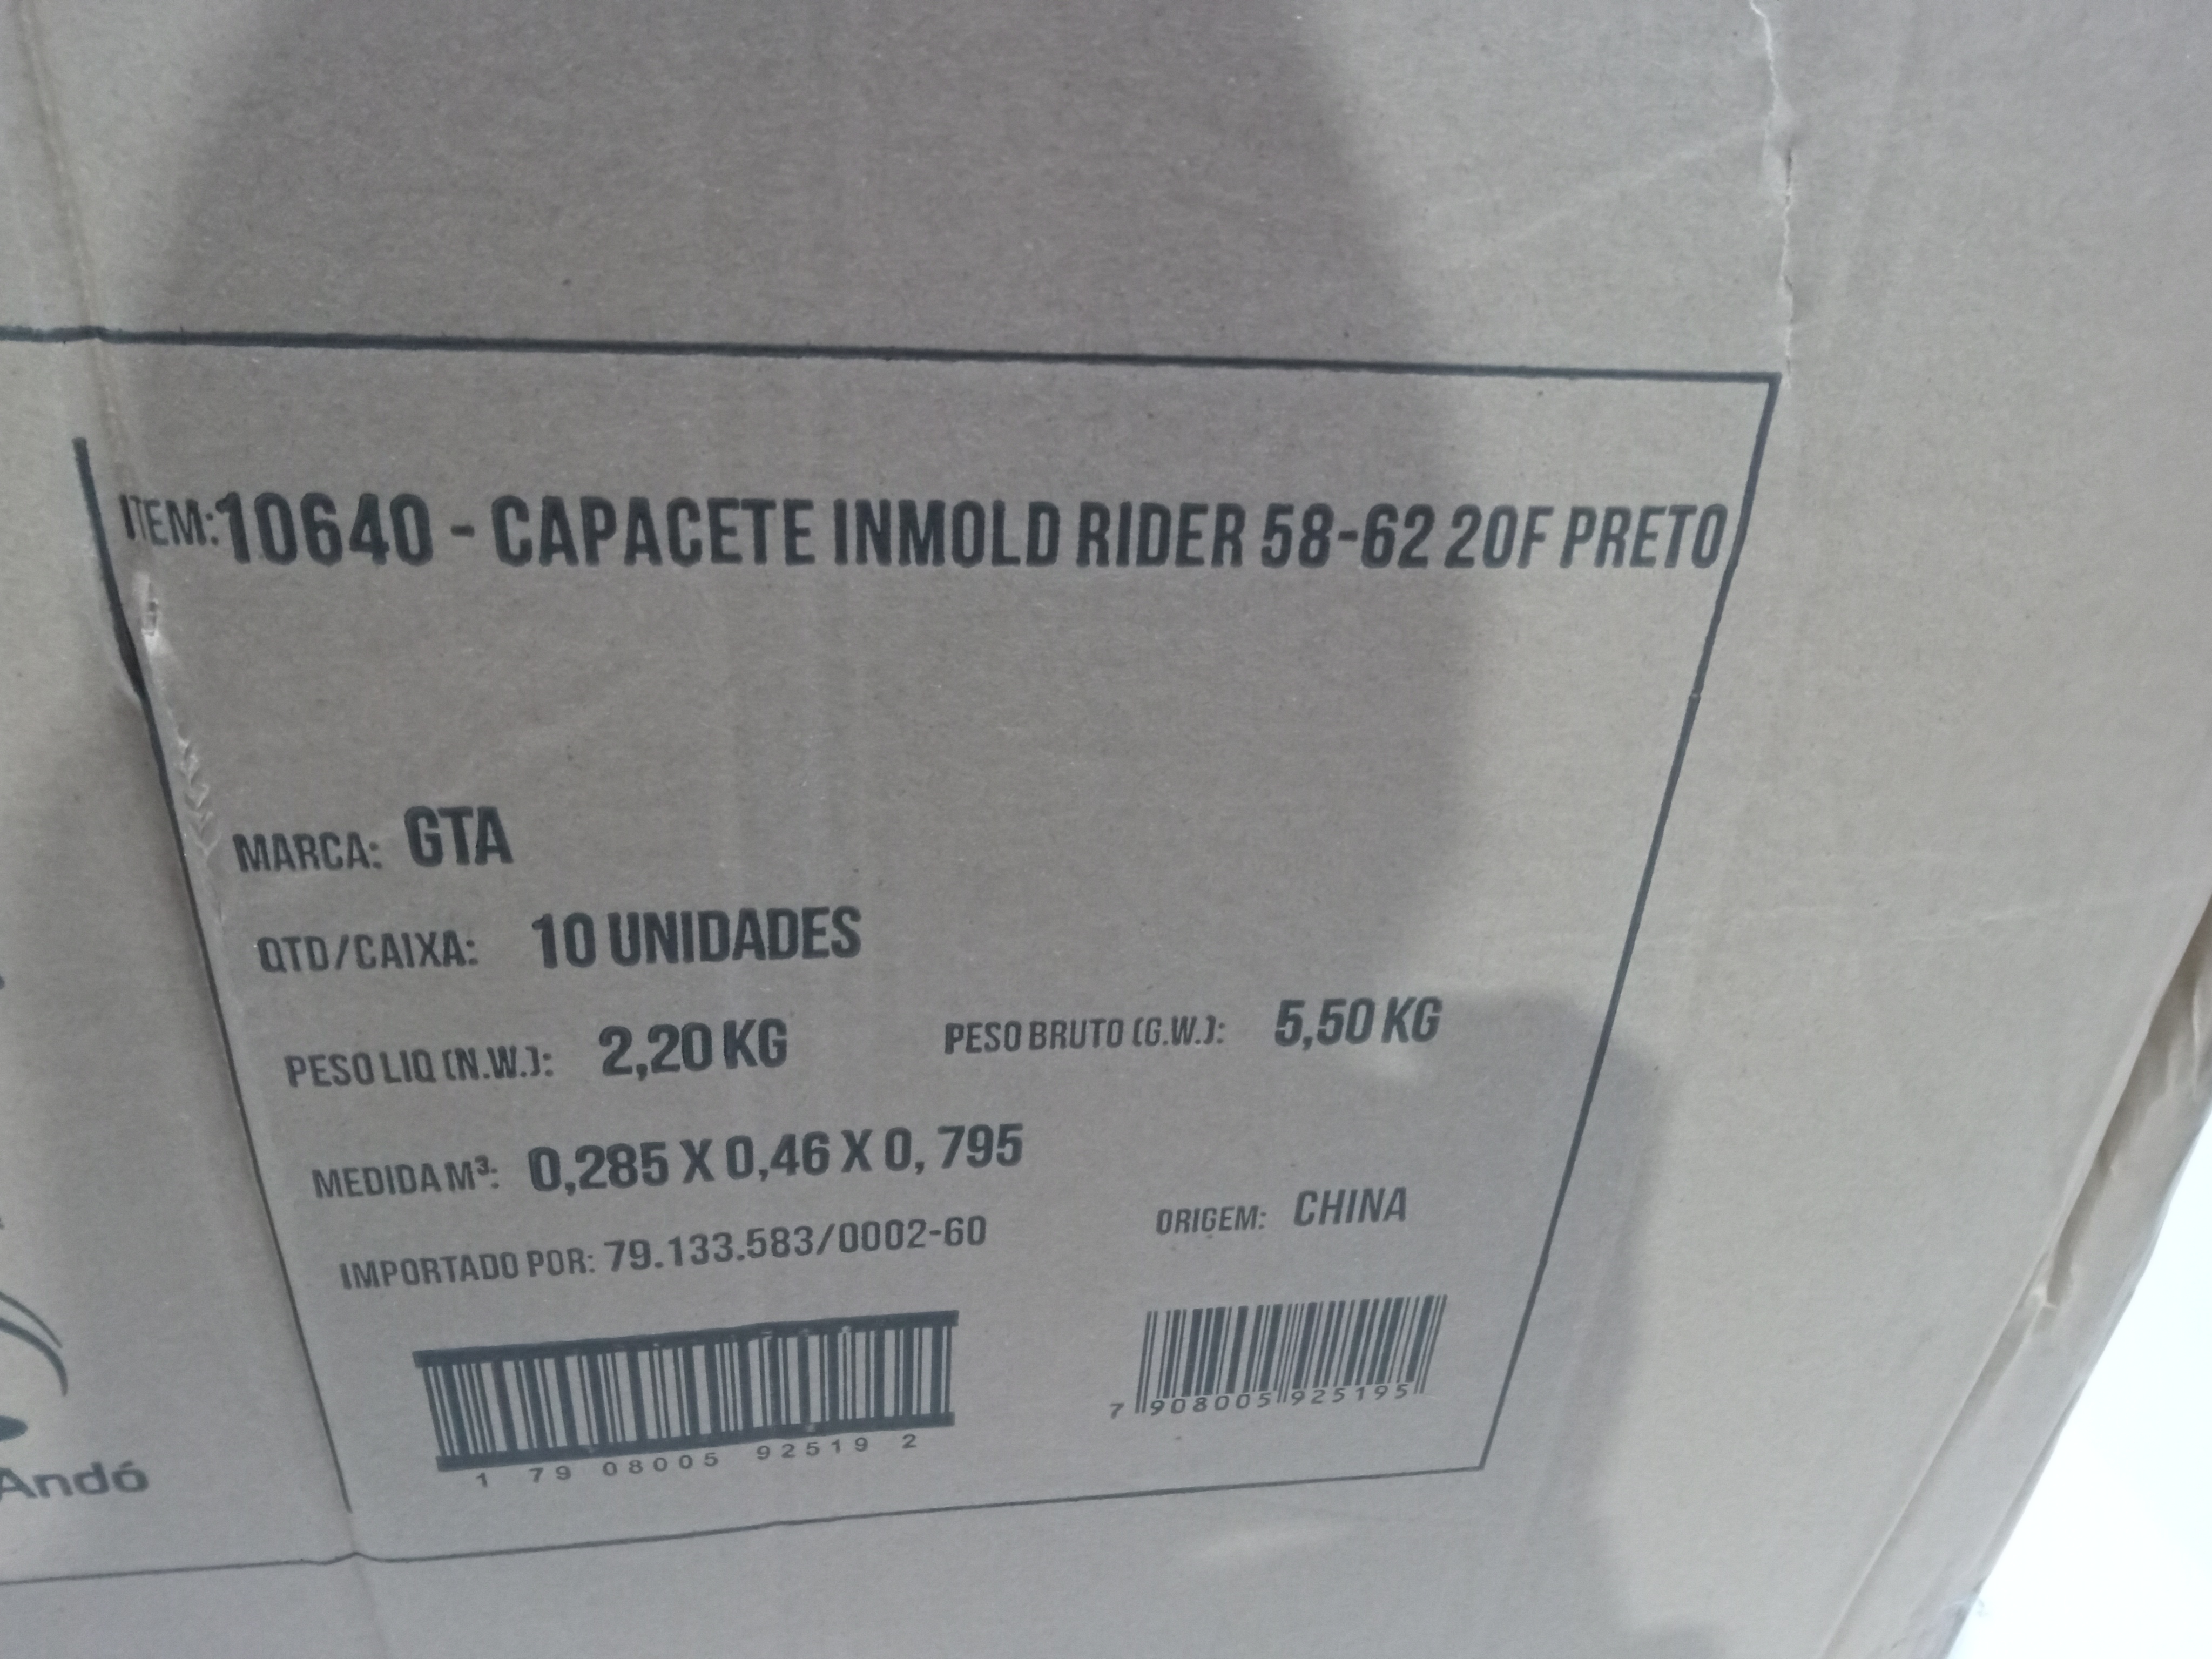 ITEM:10640 - CAPACETE INMOLD RIDER 58-62 20F PRETO
MARCA: GTA
QTD/CAIXA: 10 UNIDADES
PESO LIQ (N.W.): 2,20 KG PESO BRUTO (G.W.): 5,50 KG
MEDIDA M³: 0,285 X 0,46 X 0, 795
IMPORTADO POR: 79.133.583/0002-60 ORIGEM: CHINA
1 79 08005 92519 2
7 908005 925195
Andó